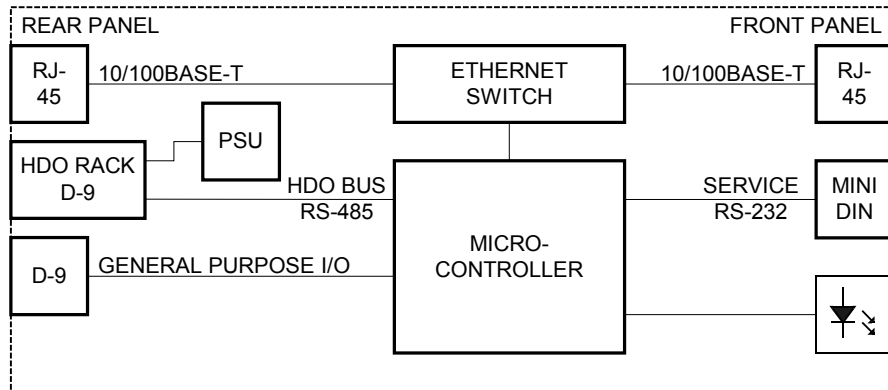 REAR PANEL
FRONT PANEL
RJ-
45
10/100BASE-T
ETHERNET
SWITCH
10/100BASE-T
RJ-
45
PSU
HDO RACK
D-9
HDO BUS
RS-485
SERVICE
RS-232
MINI
DIN
MICRO-
CONTROLLER
D-9
GENERAL PURPOSE I/O